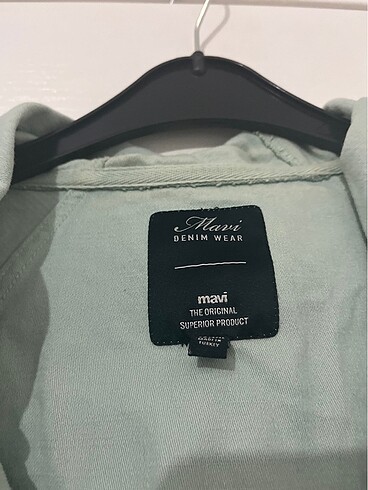 Mavi
DENIM WEAR
mavi
THE ORIGINAL
SUPERIOR PRODUCT
TURKEY